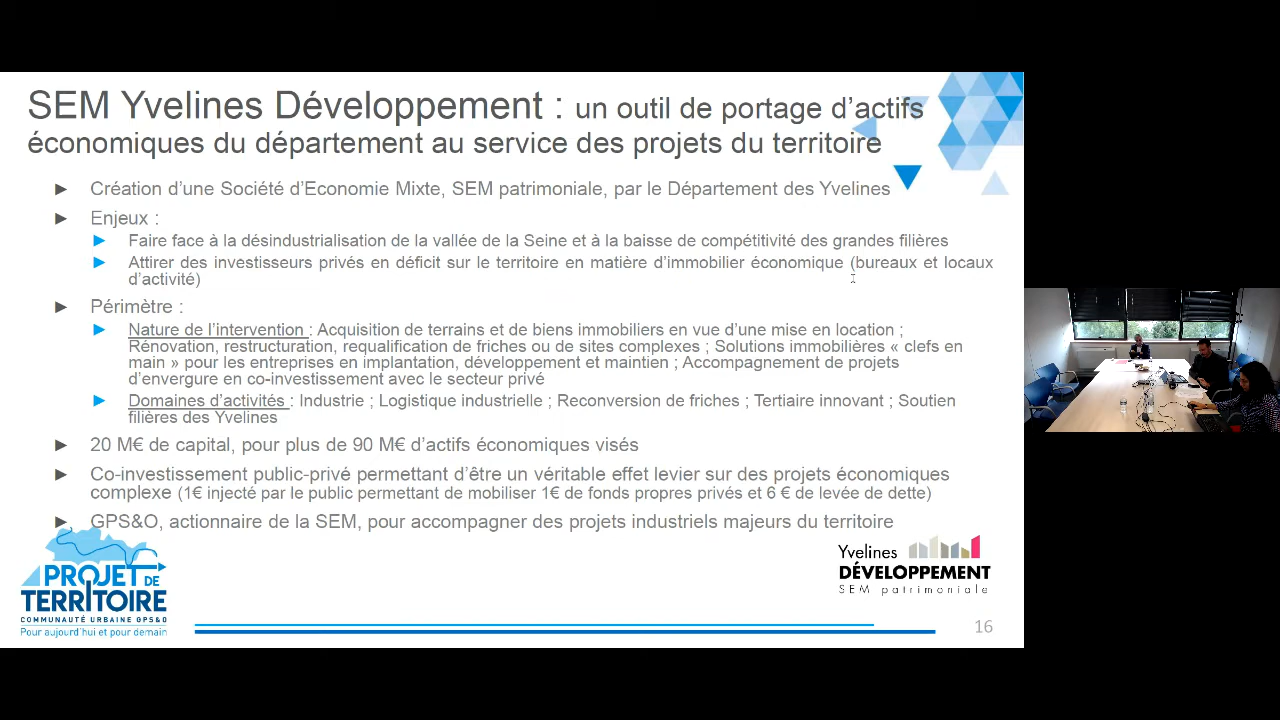 SEM Yvelines Développement : un outil de portage d’actifs
économiques du département au service des projets du territoire
► Création d’une Société d’Economie Mixte, SEM patrimoniale, par le Département des Yvelines
► Enjeux :
► Faire face à la désindustrialisation de la vallée de la Seine et à la baisse de compétitivité des grandes filières
► Attirer des investisseurs privés en déficit sur le territoire en matière d’immobilier économique (bureaux et locaux
d’activité)
► Périmètre :
► Nature de l’intervention : Acquisition de terrains et de biens immobiliers en vue d’une mise en location ;
Rénovation, restructuration, requalification de friches ou de sites complexes ; Solutions immobilières « clefs en
main » pour les entreprises en implantation, développement et maintien ; Accompagnement de projets
d’envergure en co-investissement avec le secteur privé
► Domaines d’activités : Industrie ; Logistique industrielle ; Reconversion de friches ; Tertiaire innovant ; Soutien
filières des Yvelines
► 20 M€ de capital, pour plus de 90 M€ d’actifs économiques visés
► Co-investissement public-privé permettant d’être un véritable effet levier sur des projets économiques
complexe (1€ injecté par le public permettant de mobiliser 1€ de fonds propres privés et 6 € de levée de dette)
► GPS&O, actionnaire de la SEM, pour accompagner des projets industriels majeurs du territoire
PROJET DE
TERRITOIRE
COMMUNAUTÉ URBAINE GPS&O
Pour aujourd’hui et pour demain
Yvelines
DÉVELOPPEMENT
SEM patrimoniale
16